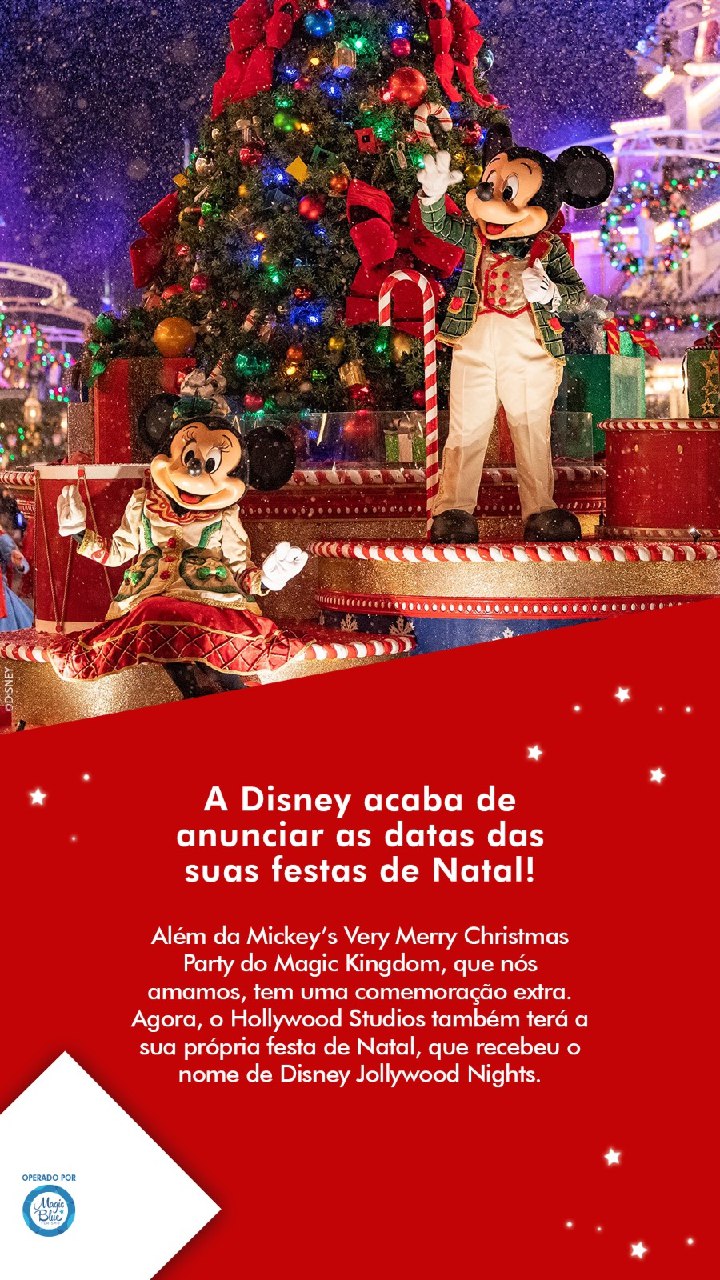 ©DISNEY
A Disney acaba de
anunciar as datas das
suas festas de Natal!
Além da Mickey's Very Merry Christmas
Party do Magic Kingdom, que nós
amamos, tem uma comemoração extra.
Agora, o Hollywood Studios também terá a
sua própria festa de Natal, que recebeu o
nome de Disney Jollywood Nights.
OPERADO POR
Magic
Blue